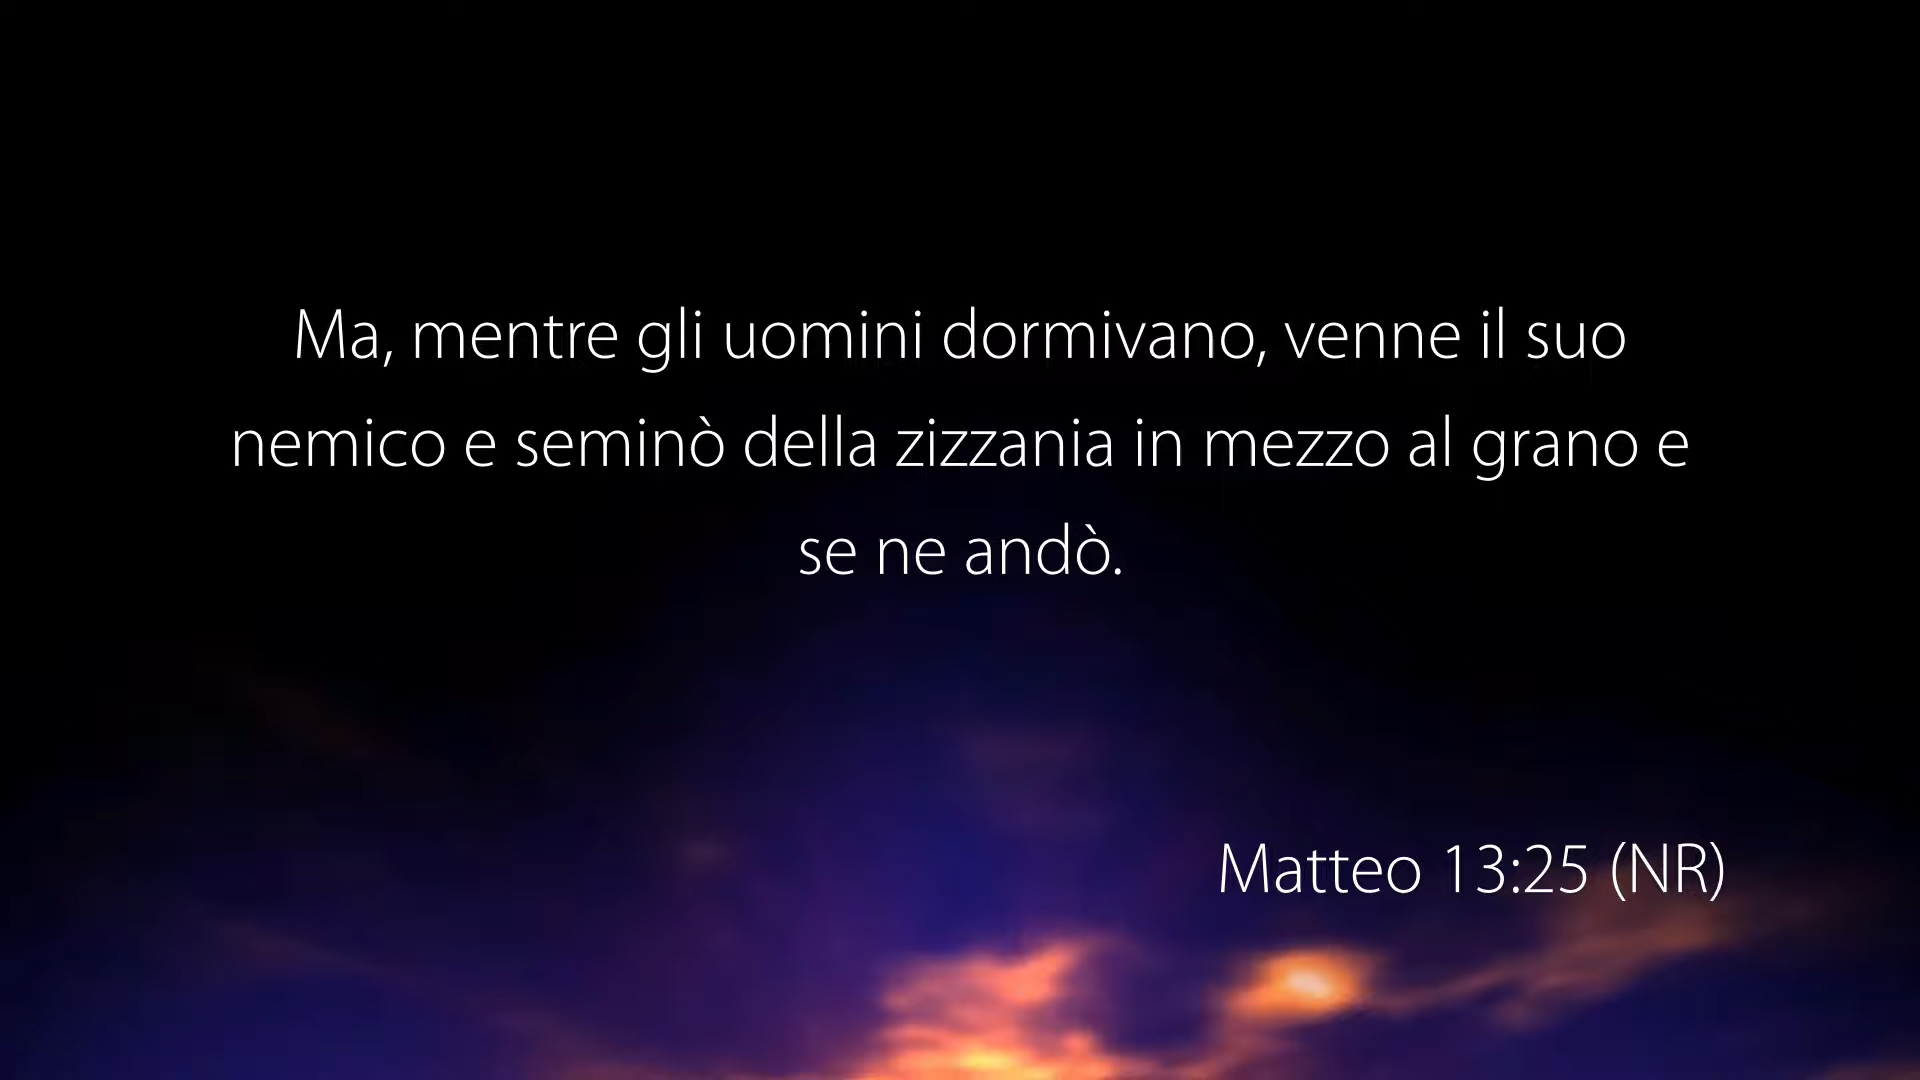 Ma, mentre gli uomini dormivano, venne il suo
nemico e seminò della zizzania in mezzo al grano e
se ne andò.
Matteo 13:25 (NR)